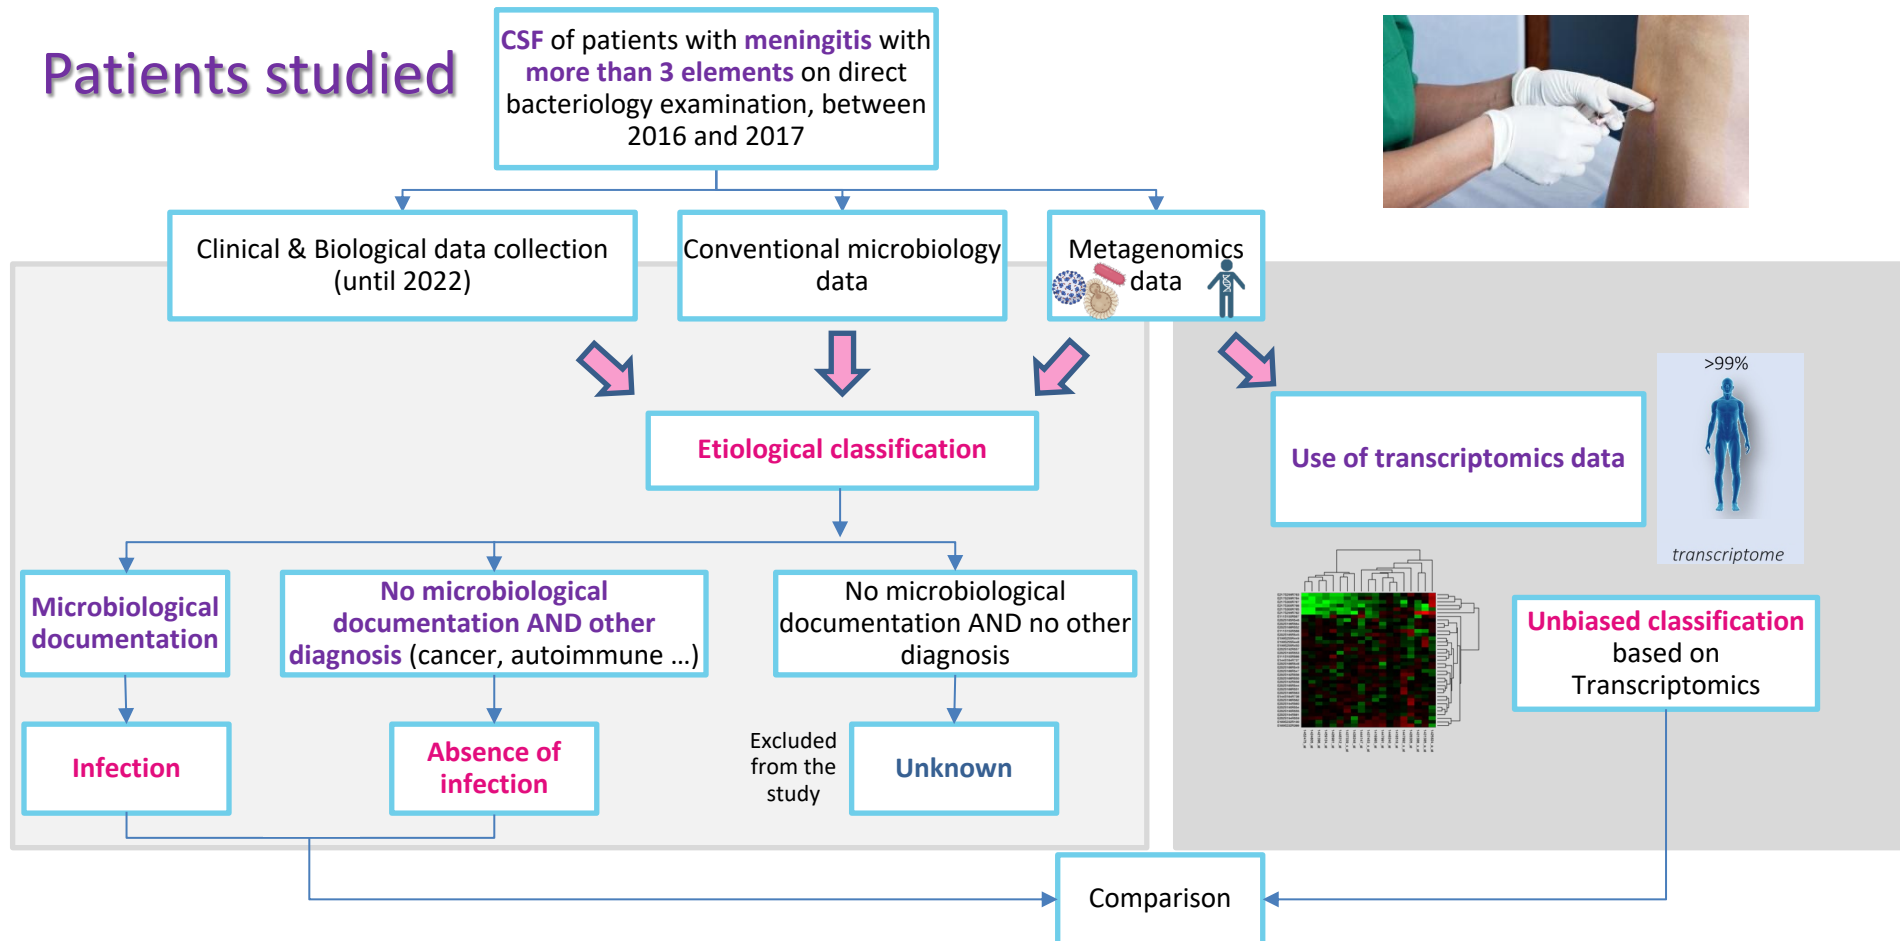 Patients studied
CSF of patients with meningitis with
more than 3 elements on direct
bacteriology examination, between
2016 and 2017
Clinical & Biological data collection
(until 2022)
Conventional microbiology
data
Metagenomics
data
Etiological classification
Use of transcriptomics data
>99%
transcriptome
Microbiological
documentation
No microbiological
documentation AND other
diagnosis (cancer, autoimmune ...)
No microbiological
documentation AND no other
diagnosis
Unbiased classification
based on
Transcriptomics
Infection
Absence of
infection
Excluded
from the
study
Unknown
Comparison